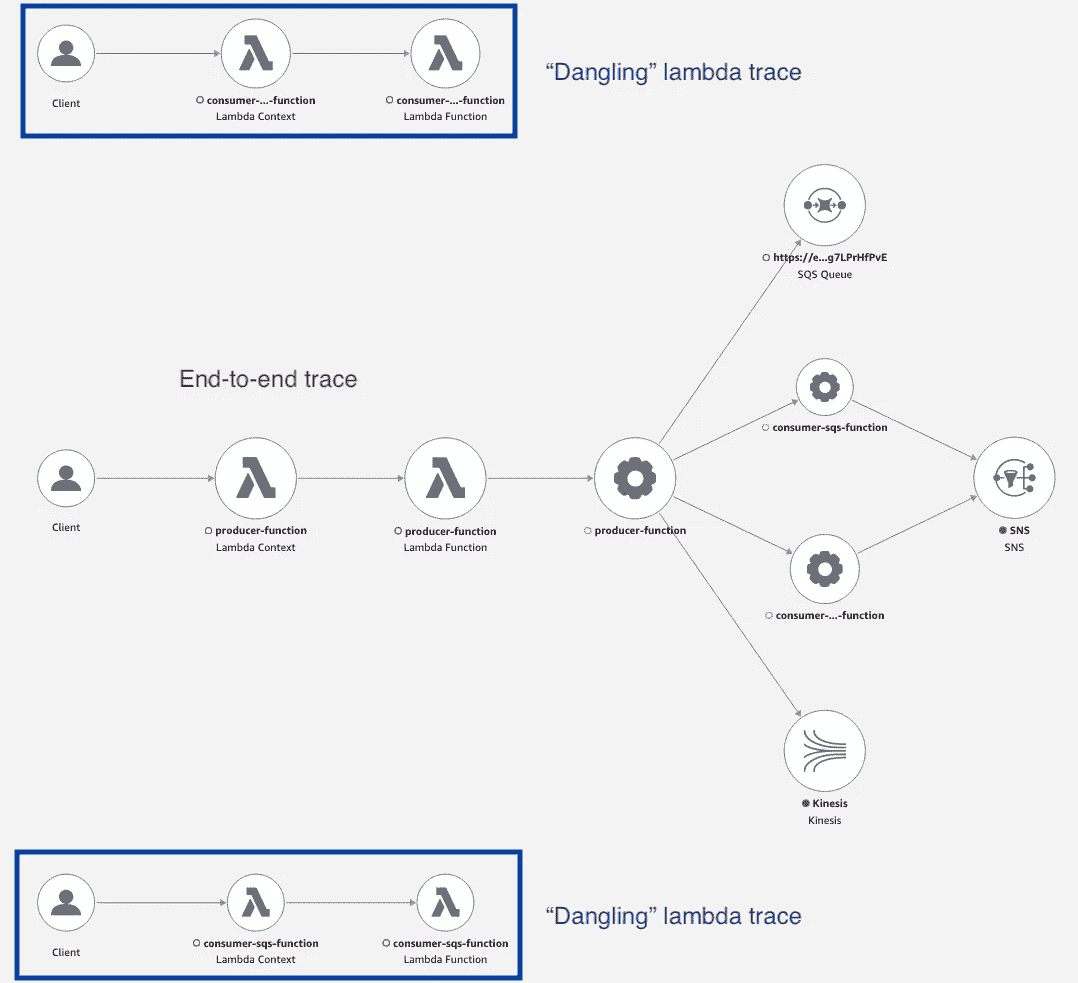 “Dangling” lambda trace
Client
consumer-...-function
Lambda Context
consumer-...-function
Lambda Function
https://e...g7LPrHfPvE
SQS Queue
End-to-end trace
consumer-sqs-function
Client
producer-function
Lambda Context
producer-function
Lambda Function
producer-function
SNS
SNS
consumer-...-function
Kinesis
Kinesis
“Dangling” lambda trace
Client
consumer-sqs-function
Lambda Context
consumer-sqs-function
Lambda Function